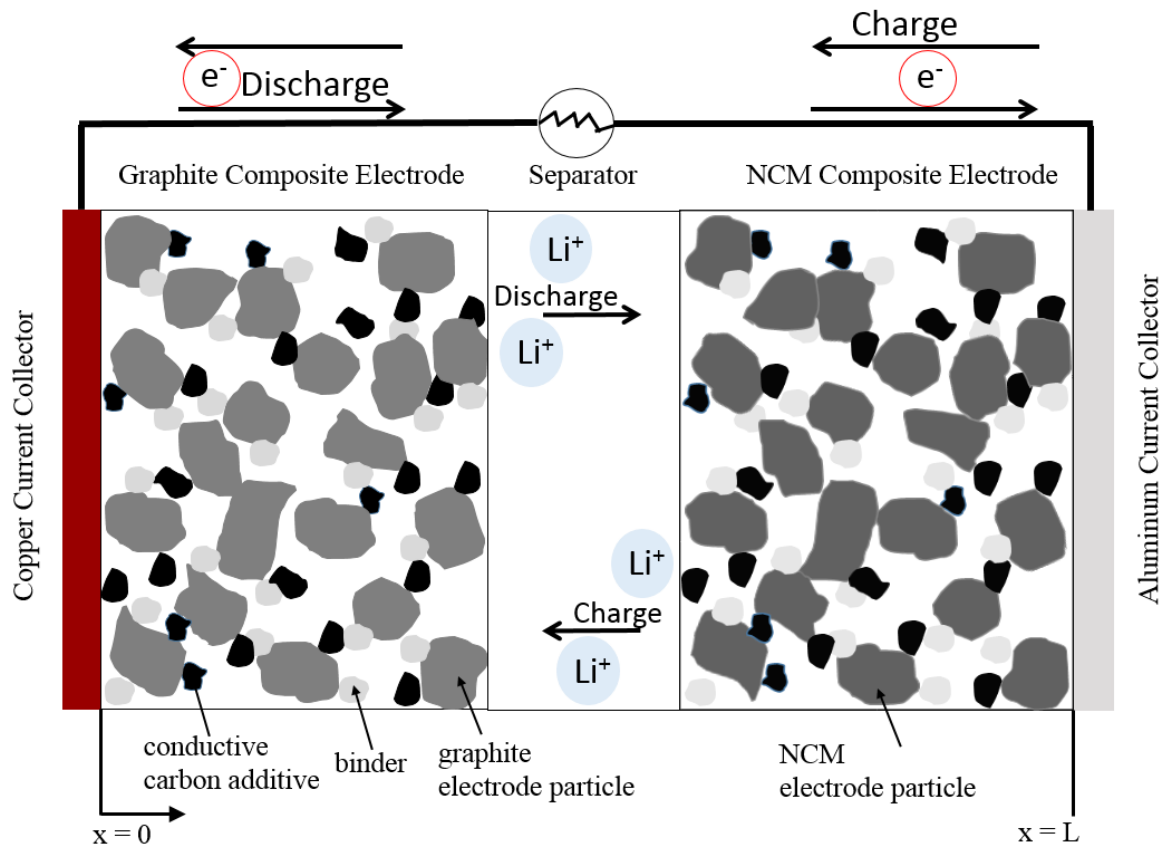 Charge
e-
Discharge
e-
Graphite Composite Electrode
Separator
NCM Composite Electrode
Copper Current Collector
Li+
Discharge
Li+
Li+
Charge
Li+
Aluminum Current Collector
conductive
carbon additive
binder
graphite
electrode particle
NCM
electrode particle
x = 0
x = L